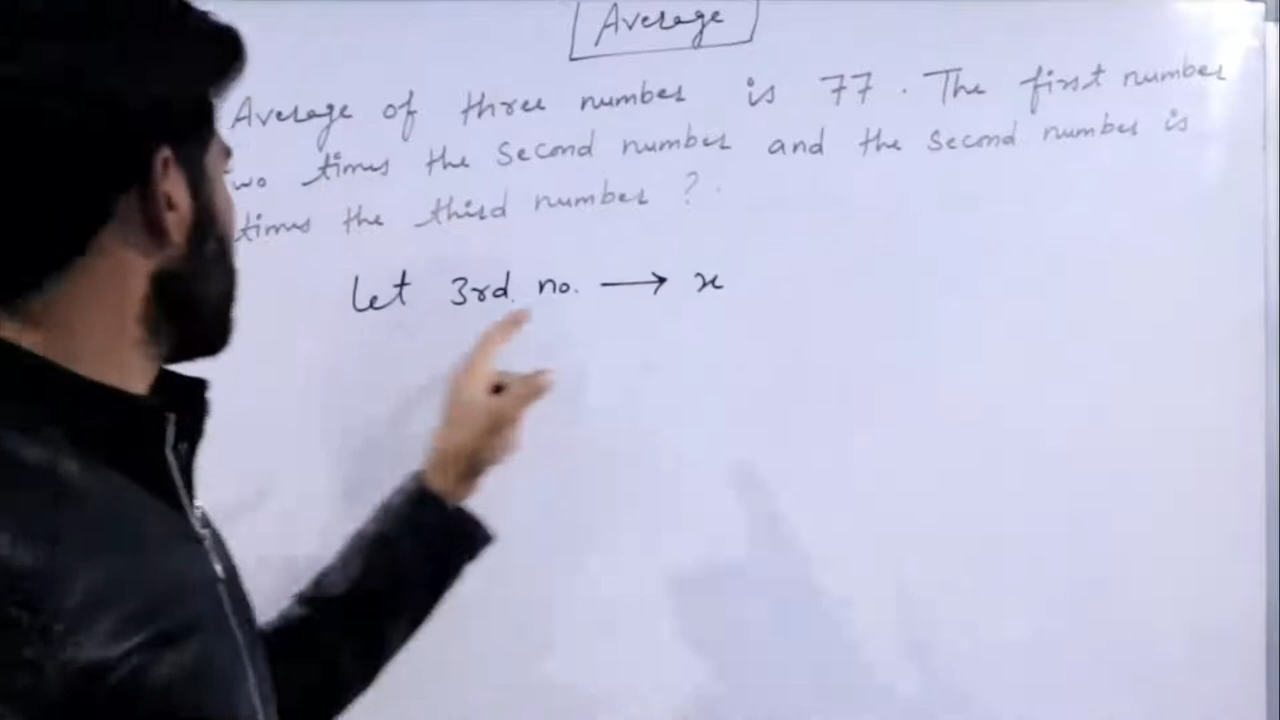 Average
Average of three number is 77. The first number
wo times the Second number and the second number is
times the third number ?
Let 3rd no. → x